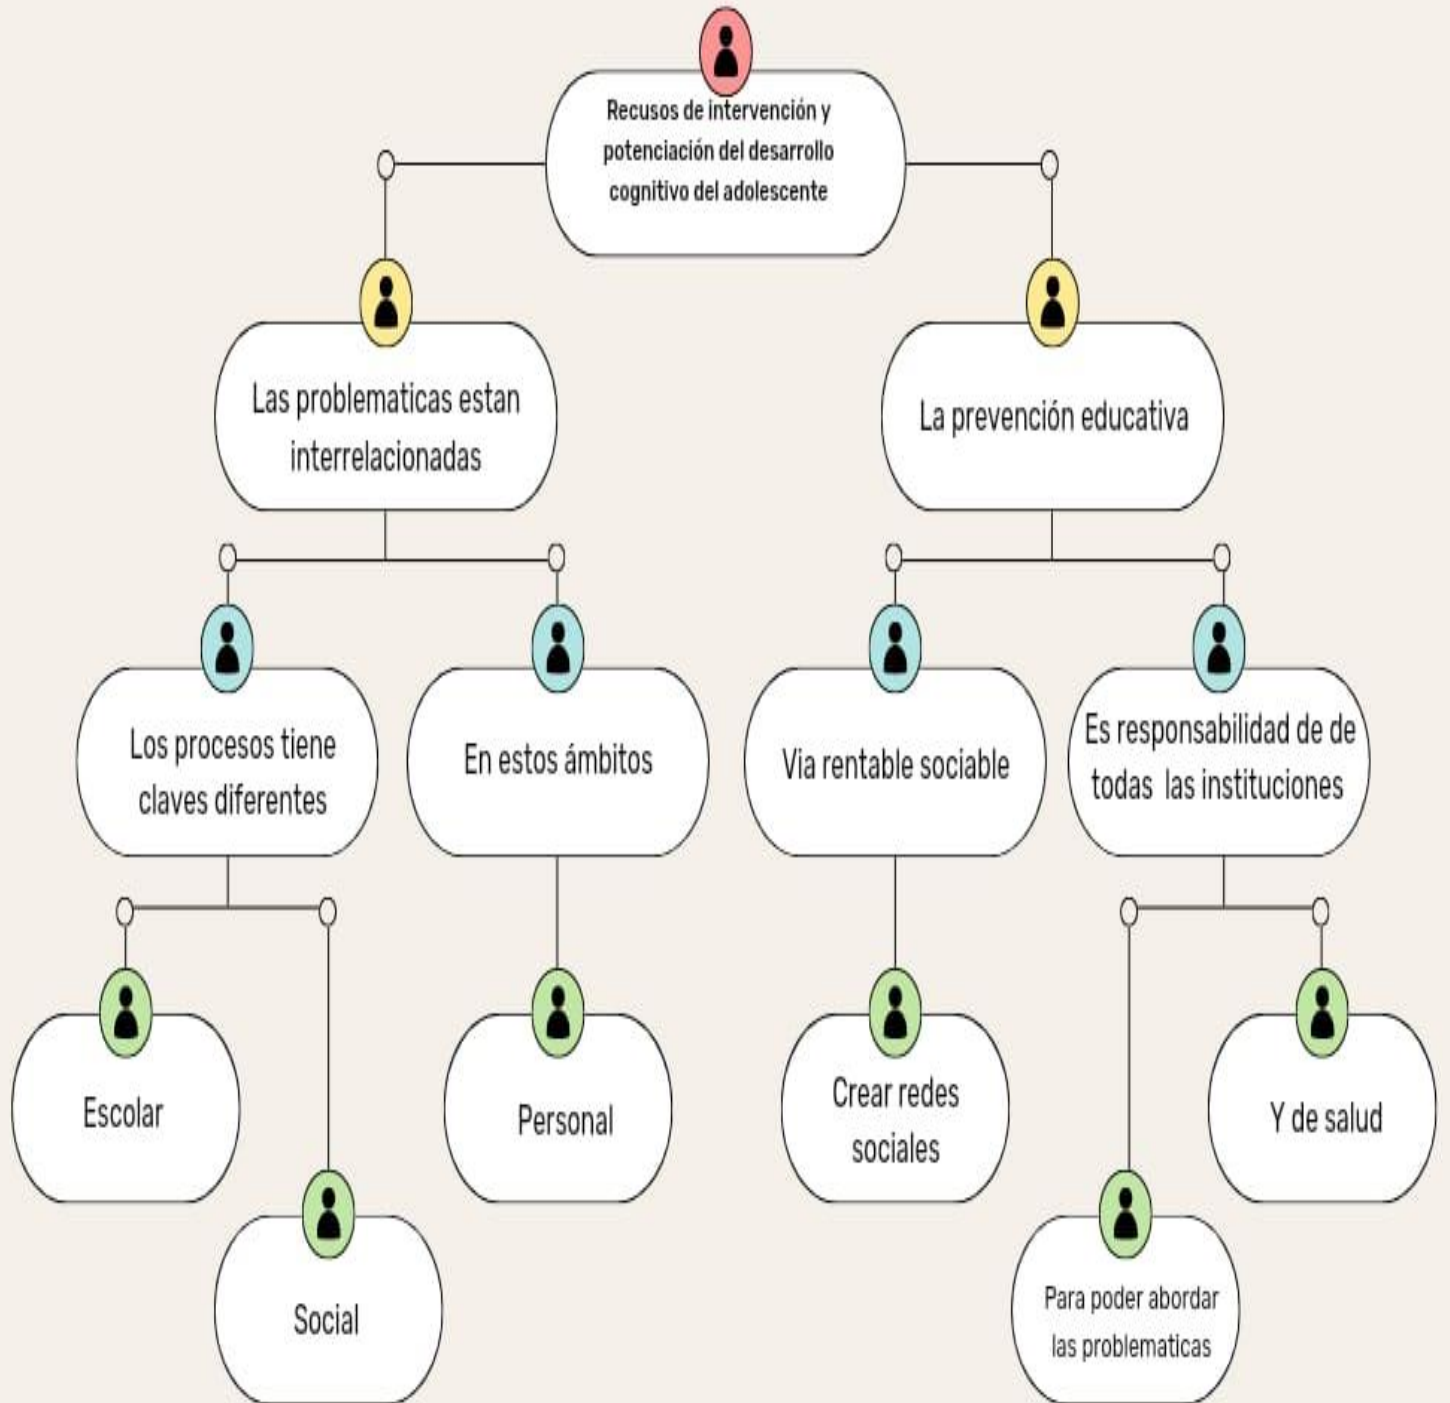 Recusos de intervención y
potenciación del desarrollo
cognitivo del adolescente
Las problematicas estan
interrelacionadas
La prevención educativa
Los procesos tiene
claves diferentes
En estos ámbitos
Via rentable sociable
Es responsabilidad de de
todas las instituciones
Escolar
Social
Personal
Crear redes
sociales
Para poder abordar
las problematicas
Y de salud